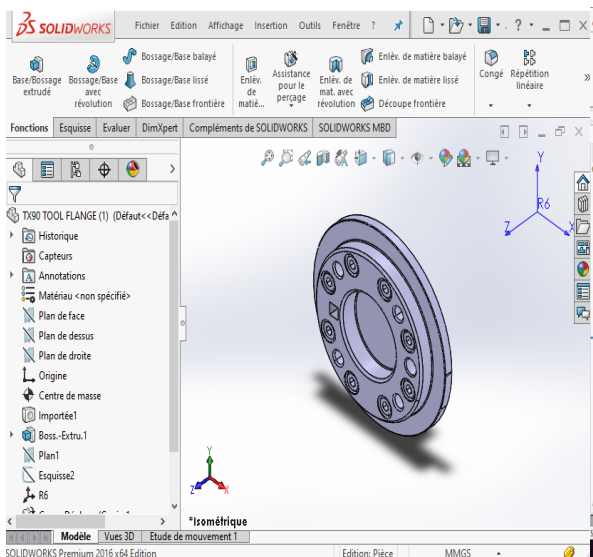 SOLIDWORKS Fichier Edition Affichage Insertion Outils Fenêtre ?
Base/Bossage extrudé
Bossage/Base avec révolution
Bossage/Base balayé
Bossage/Base lissé
Bossage/Base frontière
Enlèv. de matiè...
Assistance pour le perçage
Enlèv. de mat. avec révolution
Enlèv. de matière balayé
Enlèv. de matière lissé
Découpe frontière
Congé
Répétition linéaire
Fonctions Esquisse Evaluer DimXpert Compléments de SOLIDWORKS SOLIDWORKS MBD
TX90 TOOL FLANGE (1) (Défaut<<Défa
Historique
Capteurs
Annotations
Matériau <non spécifié>
Plan de face
Plan de dessus
Plan de droite
Origine
Centre de masse
Importée1
Boss.-Extru.1
Plan1
Esquisse2
R6
Y
R6
Z X
Y
Z X
*Isométrique
Modèle Vues 3D Etude de mouvement 1
SOLIDWORKS Premium 2016 x64 Edition Edition: Pièce MMGS